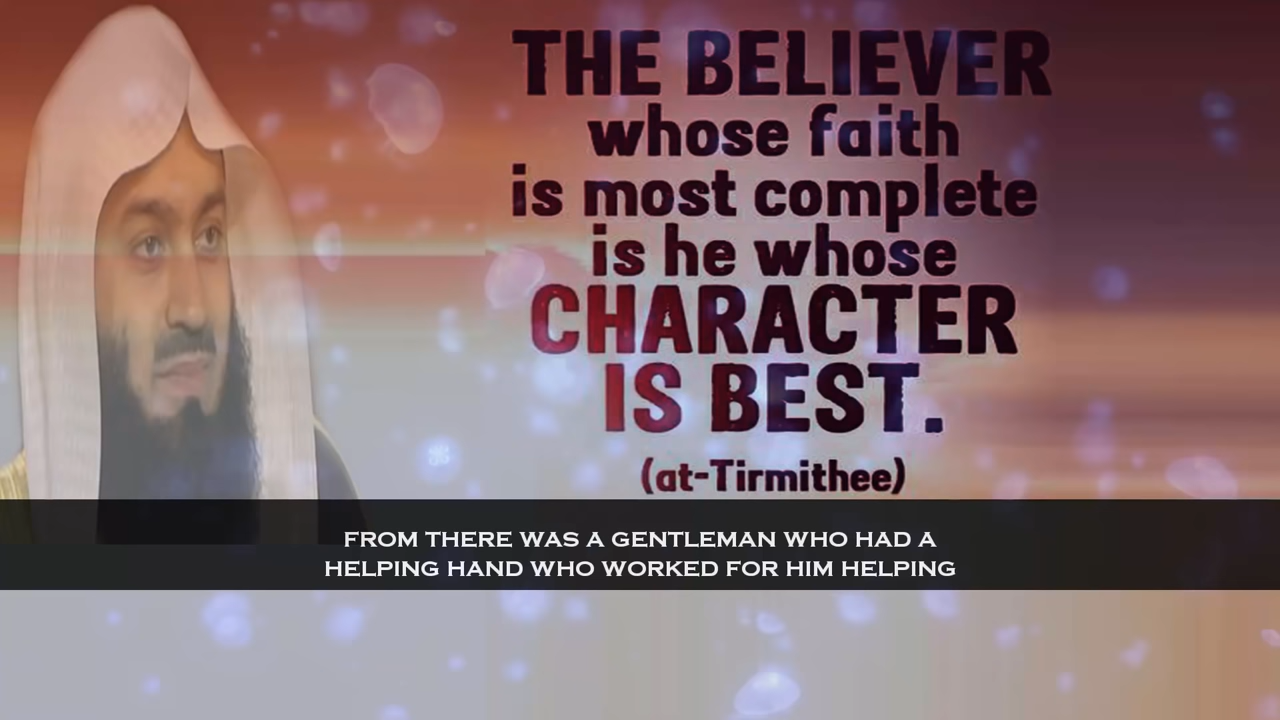 THE BELIEVER
whose faith
is most complete
is he whose
CHARACTER
IS BEST.
(at-Tirmithee)
FROM THERE WAS A GENTLEMAN WHO HAD A
HELPING HAND WHO WORKED FOR HIM HELPING